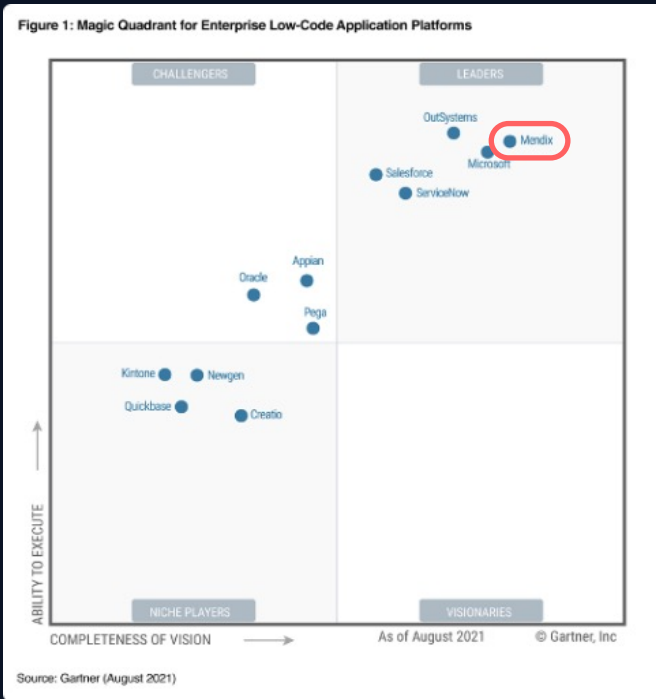 Figure 1: Magic Quadrant for Enterprise Low-Code Application Platforms
CHALLENGERS
LEADERS
OutSystems
Mendix
Microsoft
Salesforce
ServiceNow
Appian
Oracle
Pega
Kintone
Newgen
Quickbase
Creatio
ABILITY TO EXECUTE
NICHE PLAYERS
VISIONARIES
COMPLETENESS OF VISION
As of August 2021
© Gartner, Inc
Source: Gartner (August 2021)